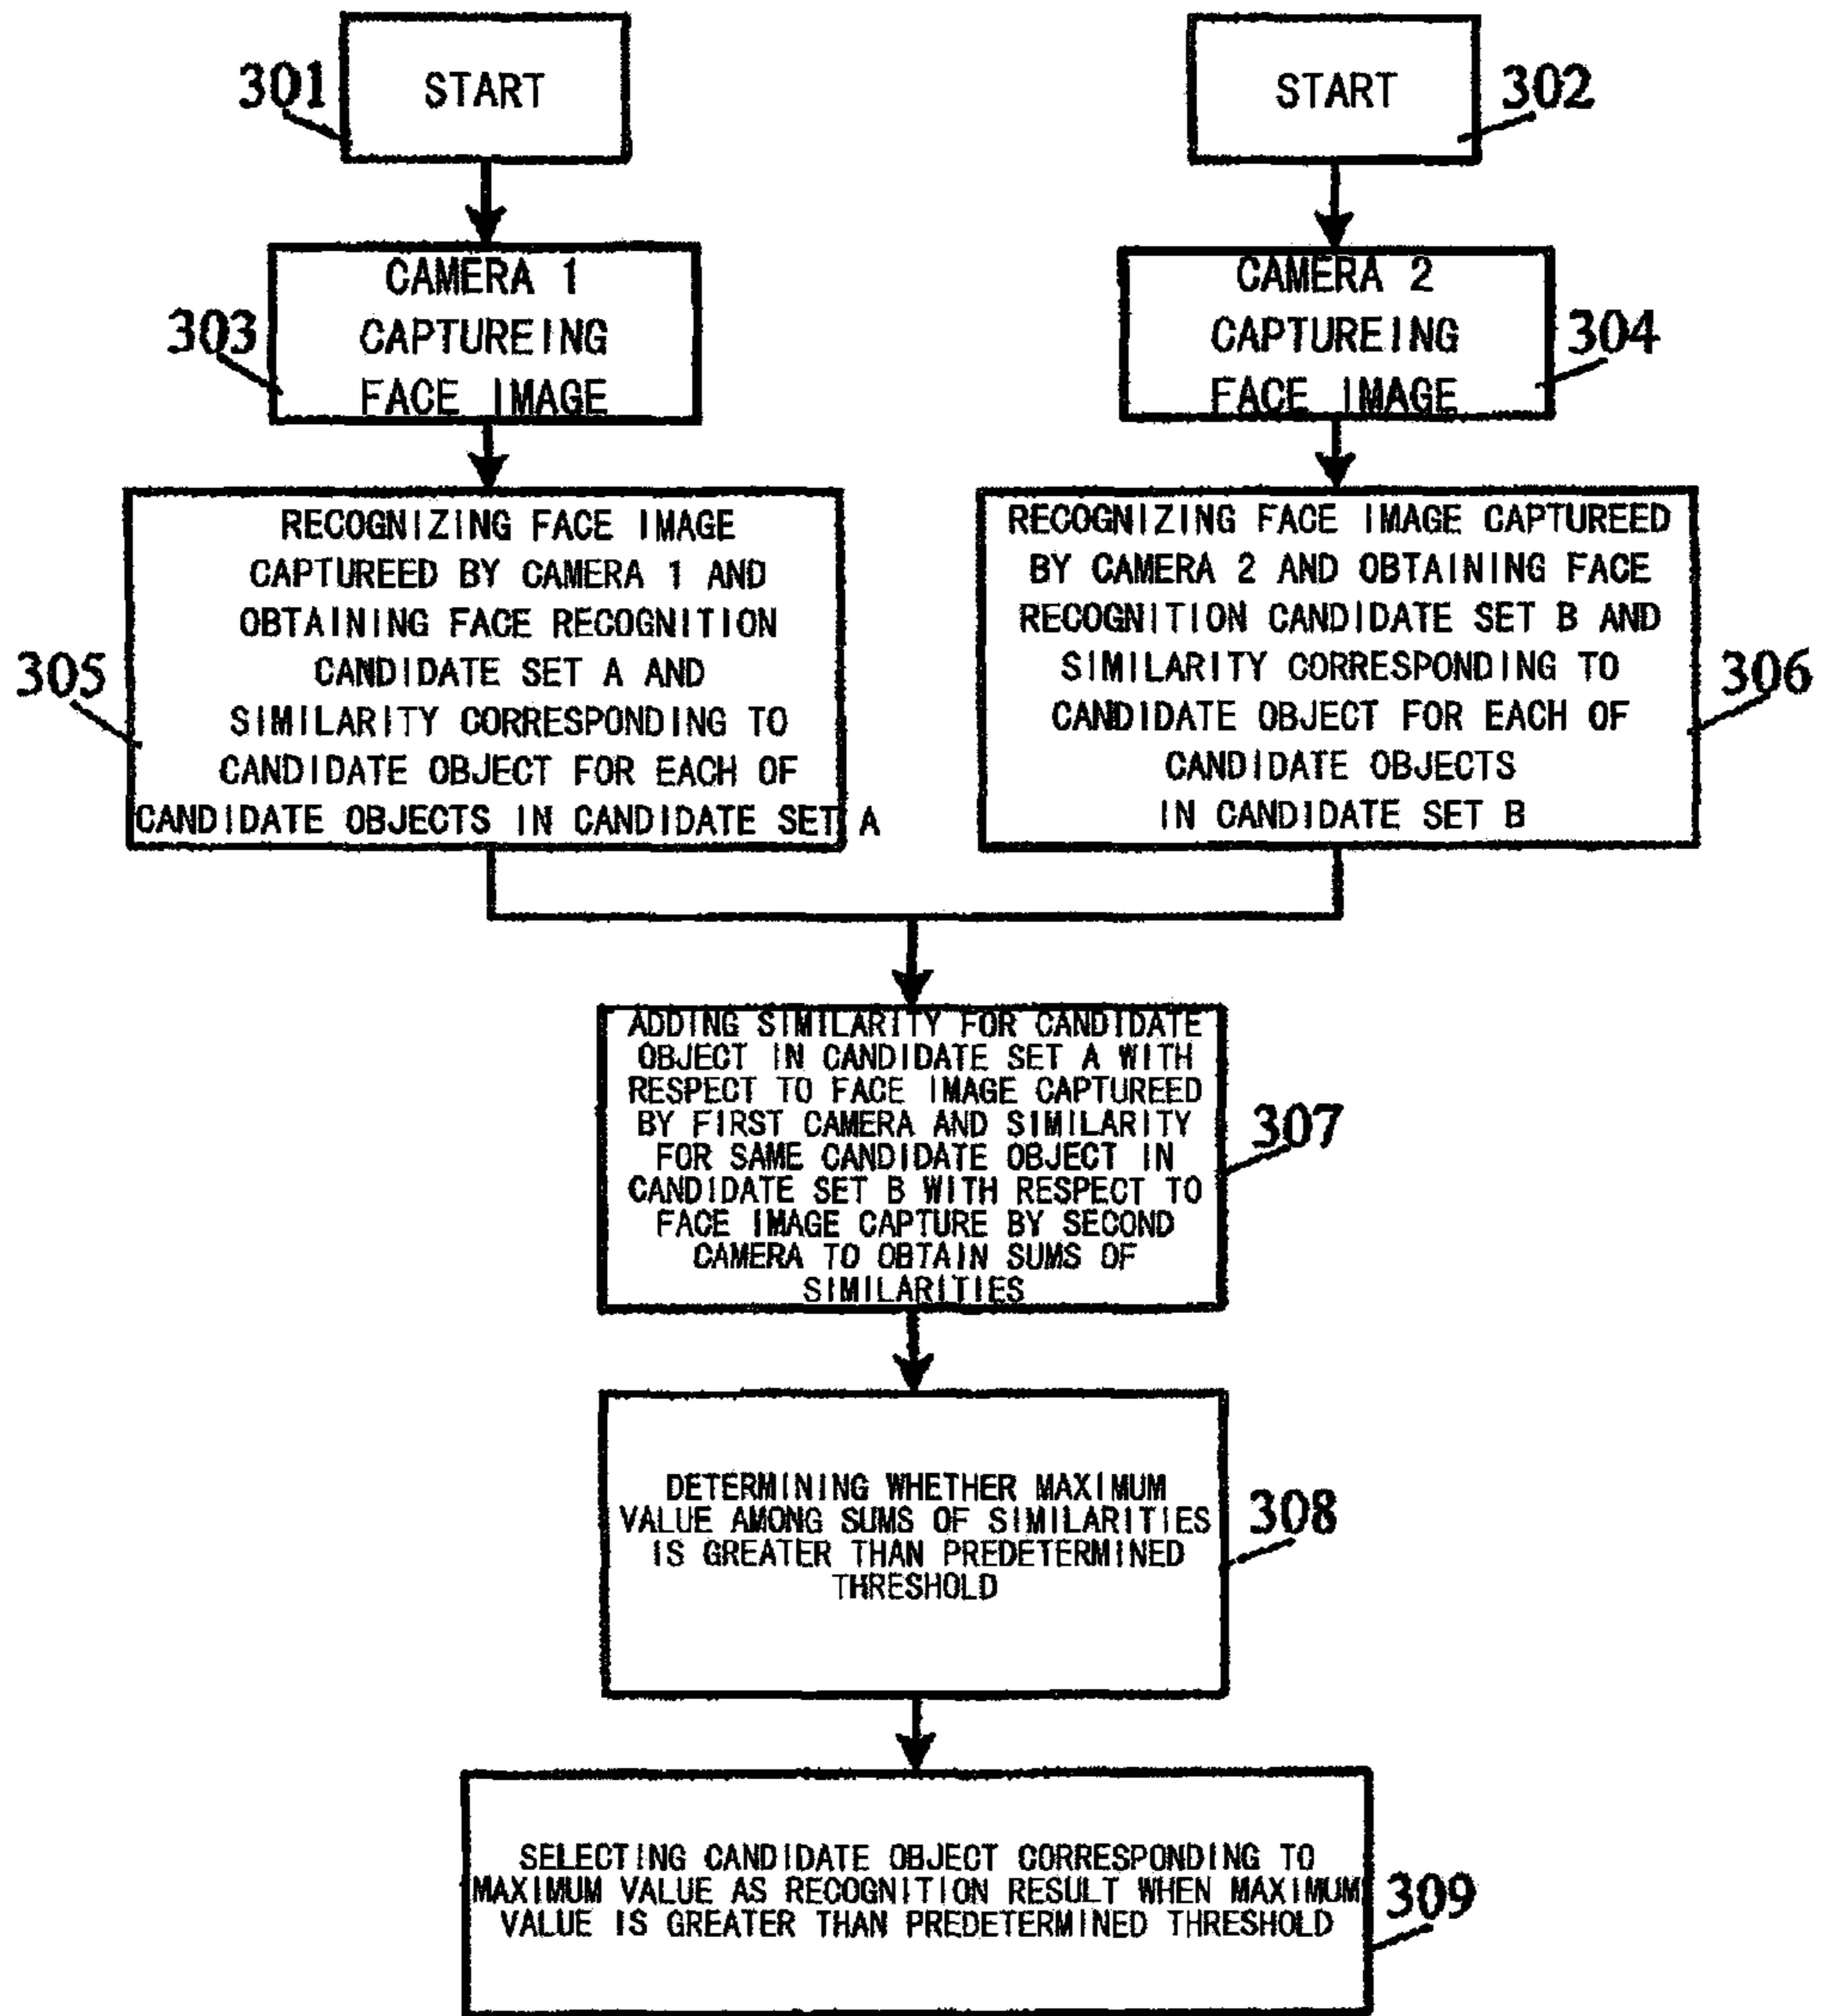 301
START
START
302
303
CAMERA 1
CAPTUREING
FACE IMAGE
CAMERA 2
CAPTUREING
FACE IMAGE
304
305
RECOGNIZING FACE IMAGE
CAPTUREED BY CAMERA 1 AND
OBTAINING FACE RECOGNITION
CANDIDATE SET A AND
SIMILARITY CORRESPONDING TO
CANDIDATE OBJECT FOR EACH OF
CANDIDATE OBJECTS IN CANDIDATE SET A
RECOGNIZING FACE IMAGE CAPTUREED
BY CAMERA 2 AND OBTAINING FACE
RECOGNITION CANDIDATE SET B AND
SIMILARITY CORRESPONDING TO
CANDIDATE OBJECT FOR EACH OF
CANDIDATE OBJECTS
IN CANDIDATE SET B
306
ADDING SIMILARITY FOR CANDIDATE
OBJECT IN CANDIDATE SET A WITH
RESPECT TO FACE IMAGE CAPTUREED
BY FIRST CAMERA AND SIMILARITY
FOR SAME CANDIDATE OBJECT IN
CANDIDATE SET B WITH RESPECT TO
FACE IMAGE CAPTURE BY SECOND
CAMERA TO OBTAIN SUMS OF
SIMILARITIES
307
DETERMINING WHETHER MAXIMUM
VALUE AMONG SUMS OF SIMILARITIES
IS GREATER THAN PREDETERMINED
THRESHOLD
308
SELECTING CANDIDATE OBJECT CORRESPONDING TO
MAXIMUM VALUE AS RECOGNITION RESULT WHEN MAXIMUM
VALUE IS GREATER THAN PREDETERMINED THRESHOLD
309